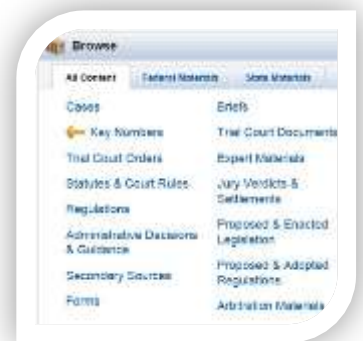 Browse
All Content Federal Materials State Materials
Cases
Key Numbers
Trial Court Orders
Statutes & Court Rules
Regulations
Administrative Decisions
& Guidance
Secondary Sources
Forms
Briefs
Trial Court Documents
Expert Materials
Jury Verdicts &
Settlements
Proposed & Enacted
Legislation
Proposed & Adopted
Regulations
Arbitration Materials